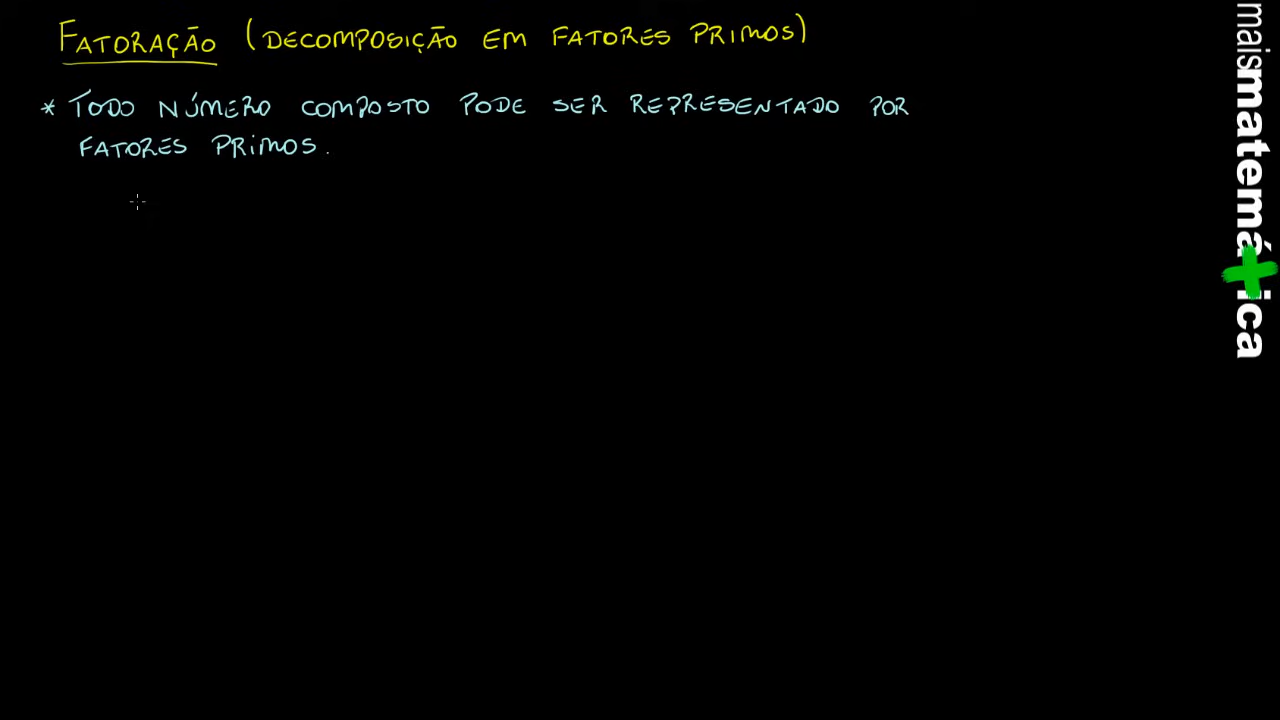 FATORAÇÃO (DECOMPOSIÇÃO EM FATORES PRIMOS)
* TODO NÚMERO COMPOSTO PODE SER REPRESENTADO POR
FATORES PRIMOS.
maismatemática